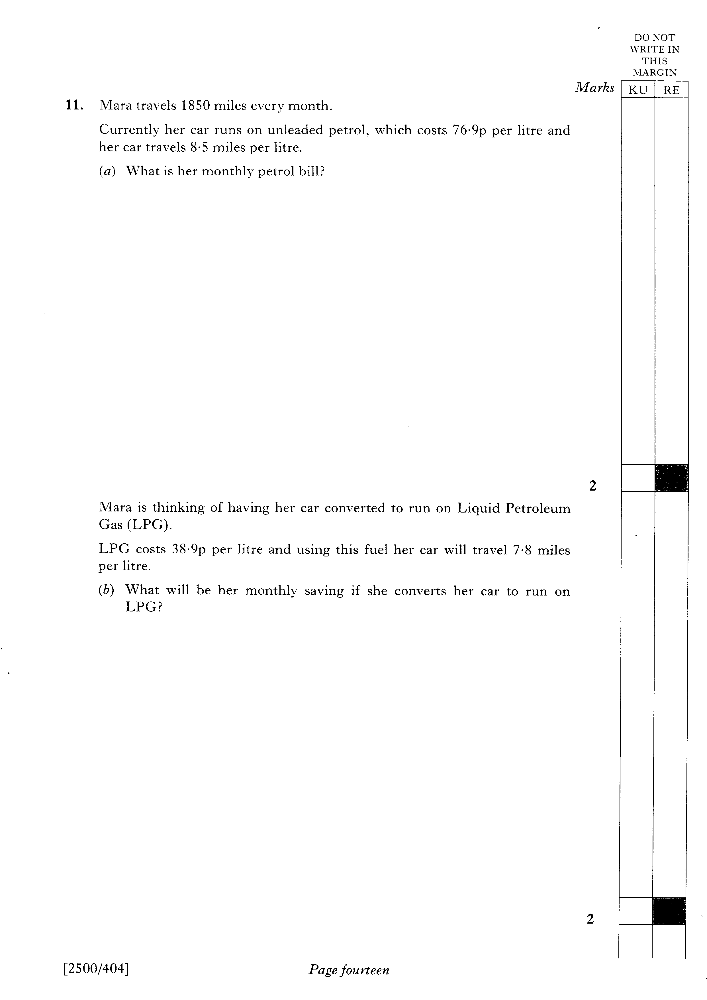 DO NOT
WRITE IN
THIS
MARGIN
Marks
KU RE
11. Mara travels 1850 miles every month.
Currently her car runs on unleaded petrol, which costs 76·9p per litre and
her car travels 8·5 miles per litre.
(a) What is her monthly petrol bill?
2
Mara is thinking of having her car converted to run on Liquid Petroleum
Gas (LPG).
LPG costs 38·9p per litre and using this fuel her car will travel 7·8 miles
per litre.
(b) What will be her monthly saving if she converts her car to run on
LPG?
2
[2500/404]
Page fourteen